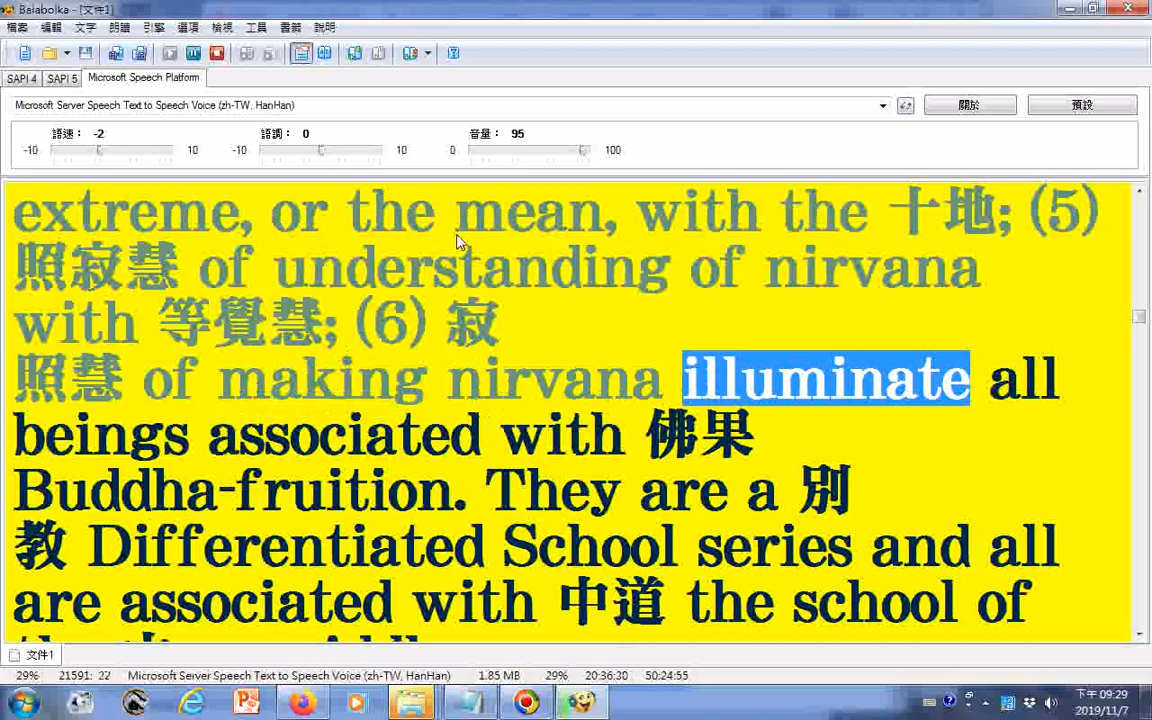 Balabolka - [文件1]
檔案 編輯 文字 朗讀 引擎 選項 檢視 工具 書籤 說明
SAPI 4 SAPI 5 Microsoft Speech Platform
Microsoft Server Speech Text to Speech Voice (zh-TW, HanHan) 關於 預設
語速: -2 語調: 0 音量: 95
-10 10 -10 10 0 100
extreme, or the mean, with the 十地; (5)
照寂慧 of understanding of nirvana
with 等覺慧; (6) 寂
照慧 of making nirvana illuminate all
beings associated with 佛果
Buddha-fruition. They are a 別
教 Differentiated School series and all
are associated with 中道 the school of
文件1
29% 21591: 22 Microsoft Server Speech Text to Speech Voice (zh-TW, HanHan) 1.85 MB 29% 20:36:30 50:24:55
下午 09:29
2019/11/7